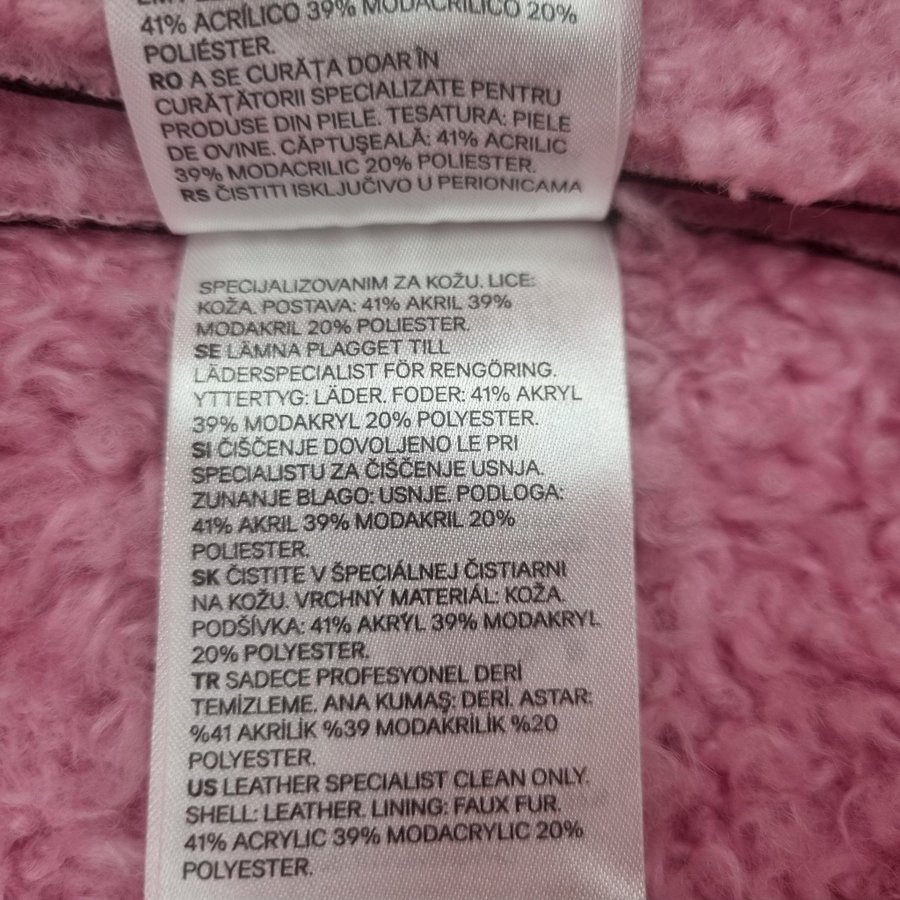 41% ACRÍLICO 39% MODACRÍLICO 20%
POLIÉSTER.
RO A SE CURĂȚA DOAR ÎN
CURĂȚĂTORII SPECIALIZATE PENTRU
PRODUSE DIN PIELE. TESATURA: PIELE
DE OVINE. CĂPTUȘEALĂ: 41% ACRILIC
39% MODACRILIC 20% POLIESTER.
RS ČISTITI ISKLJUČIVO U PERIONICAMA
SPECIJALIZOVANIM ZA KOŽU. LICE:
KOŽA. POSTAVA: 41% AKRIL 39%
MODAKRIL 20% POLIESTER.
SE LÄMNA PLAGGET TILL
LÄDERSPECIALIST FÖR RENGÖRING.
YTTERTYG: LÄDER. FODER: 41% AKRYL
39% MODAKRYL 20% POLYESTER.
SI ČIŠČENJE DOVOLJENO LE PRI
SPECIALISTU ZA ČIŠČENJE USNJA.
ZUNANJE BLAGO: USNJE. PODLOGA:
41% AKRIL 39% MODAKRIL 20%
POLIESTER.
SK ČISTITE V ŠPECIÁLNEJ ČISTIARNI
NA KOŽU. VRCHNÝ MATERIÁL: KOŽA.
PODŠÍVKA: 41% AKRYL 39% MODAKRYL
20% POLYESTER.
TR SADECE PROFESYONEL DERİ
TEMİZLEME. ANA KUMAŞ: DERİ. ASTAR:
%41 AKRİLİK %39 MODAKRİLİK %20
POLYESTER.
US LEATHER SPECIALIST CLEAN ONLY.
SHELL: LEATHER. LINING: FAUX FUR.
41% ACRYLIC 39% MODACRYLIC 20%
POLYESTER.